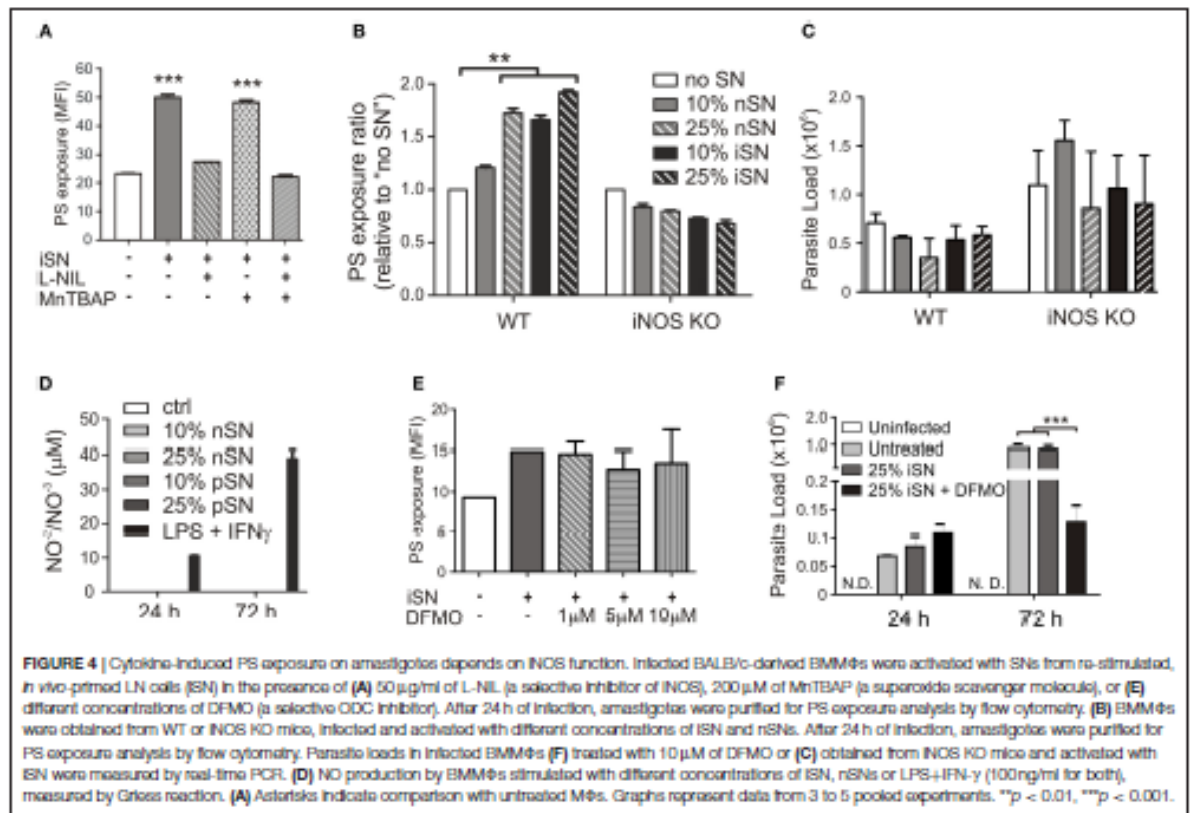 A
PS exposure (MFI)
60
50
40
30
20
10
0
*** ***
iSN - + + + +
L-NIL - - + - +
MnTBAP - - - + +
B
PS exposure ratio
(relative to "no SN")
2.0
1.5
1.0
0.5
0.0
**
no SN
10% nSN
25% nSN
10% iSN
25% iSN
WT iNOS KO
C
Parasite Load (x10⁶)
2.0
1.5
1.0
0.5
0
WT iNOS KO
D
NO⁻²/NO⁻³ (µM)
50
40
30
20
10
0
ctrl
10% nSN
25% nSN
10% pSN
25% pSN
LPS + IFNγ
24 h 72 h
E
PS exposure (MFI)
20
15
10
5
0
iSN - + + + +
DFMO - - 1µM 5µM 10µM
F
Parasite Load (x10⁶)
2.0
1.0
0.2
0.15
0.1
0.05
0
Uninfected
Untreated
25% iSN
25% iSN + DFMO
***
N.D. N. D.
24 h 72 h
FIGURE 4 | Cytokine-induced PS exposure on amastigotes depends on iNOS function. Infected BALB/c-derived BMMΦs were activated with SNs from re-stimulated,
in vivo-primed LN cells (iSN) in the presence of (A) 50 µg/ml of L-NIL (a selective inhibitor of iNOS), 200 µM of MnTBAP (a superoxide scavenger molecule), or (E)
different concentrations of DFMO (a selective ODC inhibitor). After 24 h of infection, amastigotes were purified for PS exposure analysis by flow cytometry. (B) BMMΦs
were obtained from WT or iNOS KO mice, infected and activated with different concentrations of iSN and nSNs. After 24 h of infection, amastigotes were purified for
PS exposure analysis by flow cytometry. Parasite loads in infected BMMΦs (F) treated with 10 µM of DFMO or (C) obtained from iNOS KO mice and activated with
iSN were measured by real-time PCR. (D) NO production by BMMΦs stimulated with different concentrations of iSN, nSNs or LPS+IFN-γ (100 ng/ml for both),
measured by Griess reaction. (A) Asterisks indicate comparison with untreated MΦs. Graphs represent data from 3 to 5 pooled experiments. **p < 0.01, ***p < 0.001.